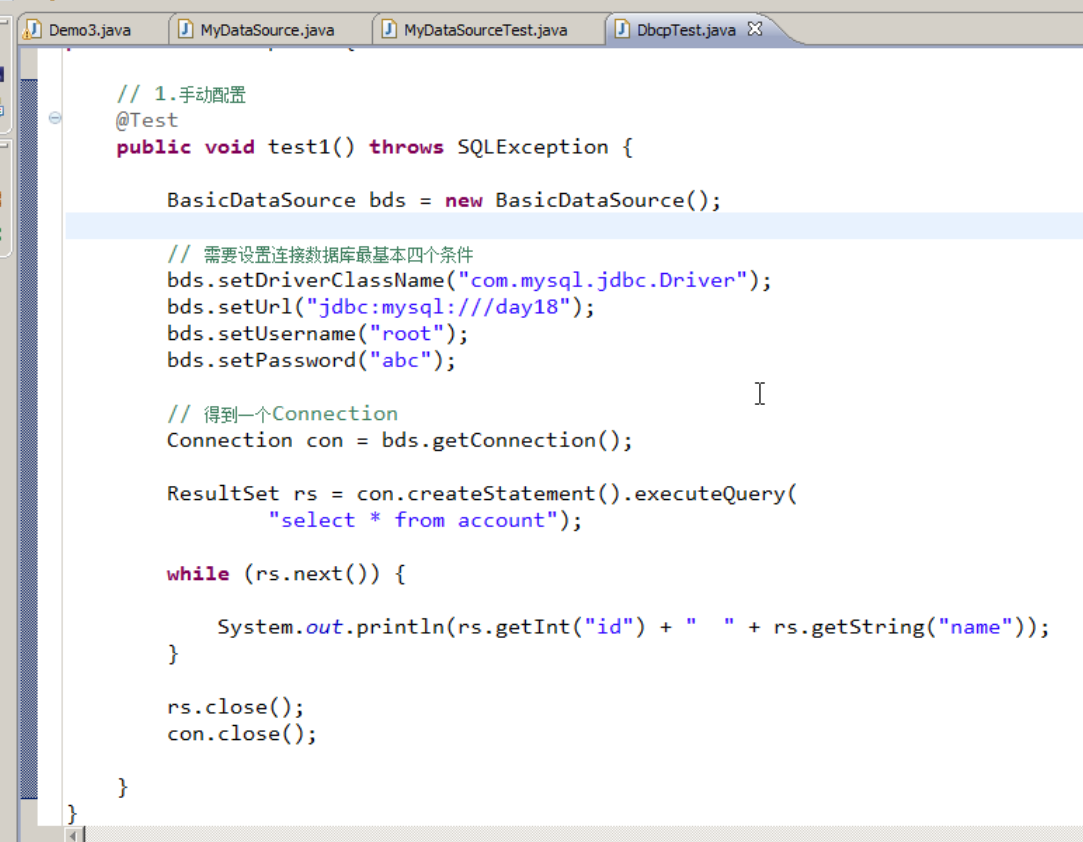 Demo3.java MyDataSource.java MyDataSourceTest.java DbcpTest.java
// 1.手动配置
@Test
public void test1() throws SQLException {
BasicDataSource bds = new BasicDataSource();
// 需要设置连接数据库最基本四个条件
bds.setDriverClassName("com.mysql.jdbc.Driver");
bds.setUrl("jdbc:mysql:///day18");
bds.setUsername("root");
bds.setPassword("abc");
// 得到一个Connection
Connection con = bds.getConnection();
ResultSet rs = con.createStatement().executeQuery(
"select * from account");
while (rs.next()) {
System.out.println(rs.getInt("id") + "  " + rs.getString("name"));
}
rs.close();
con.close();
}
}